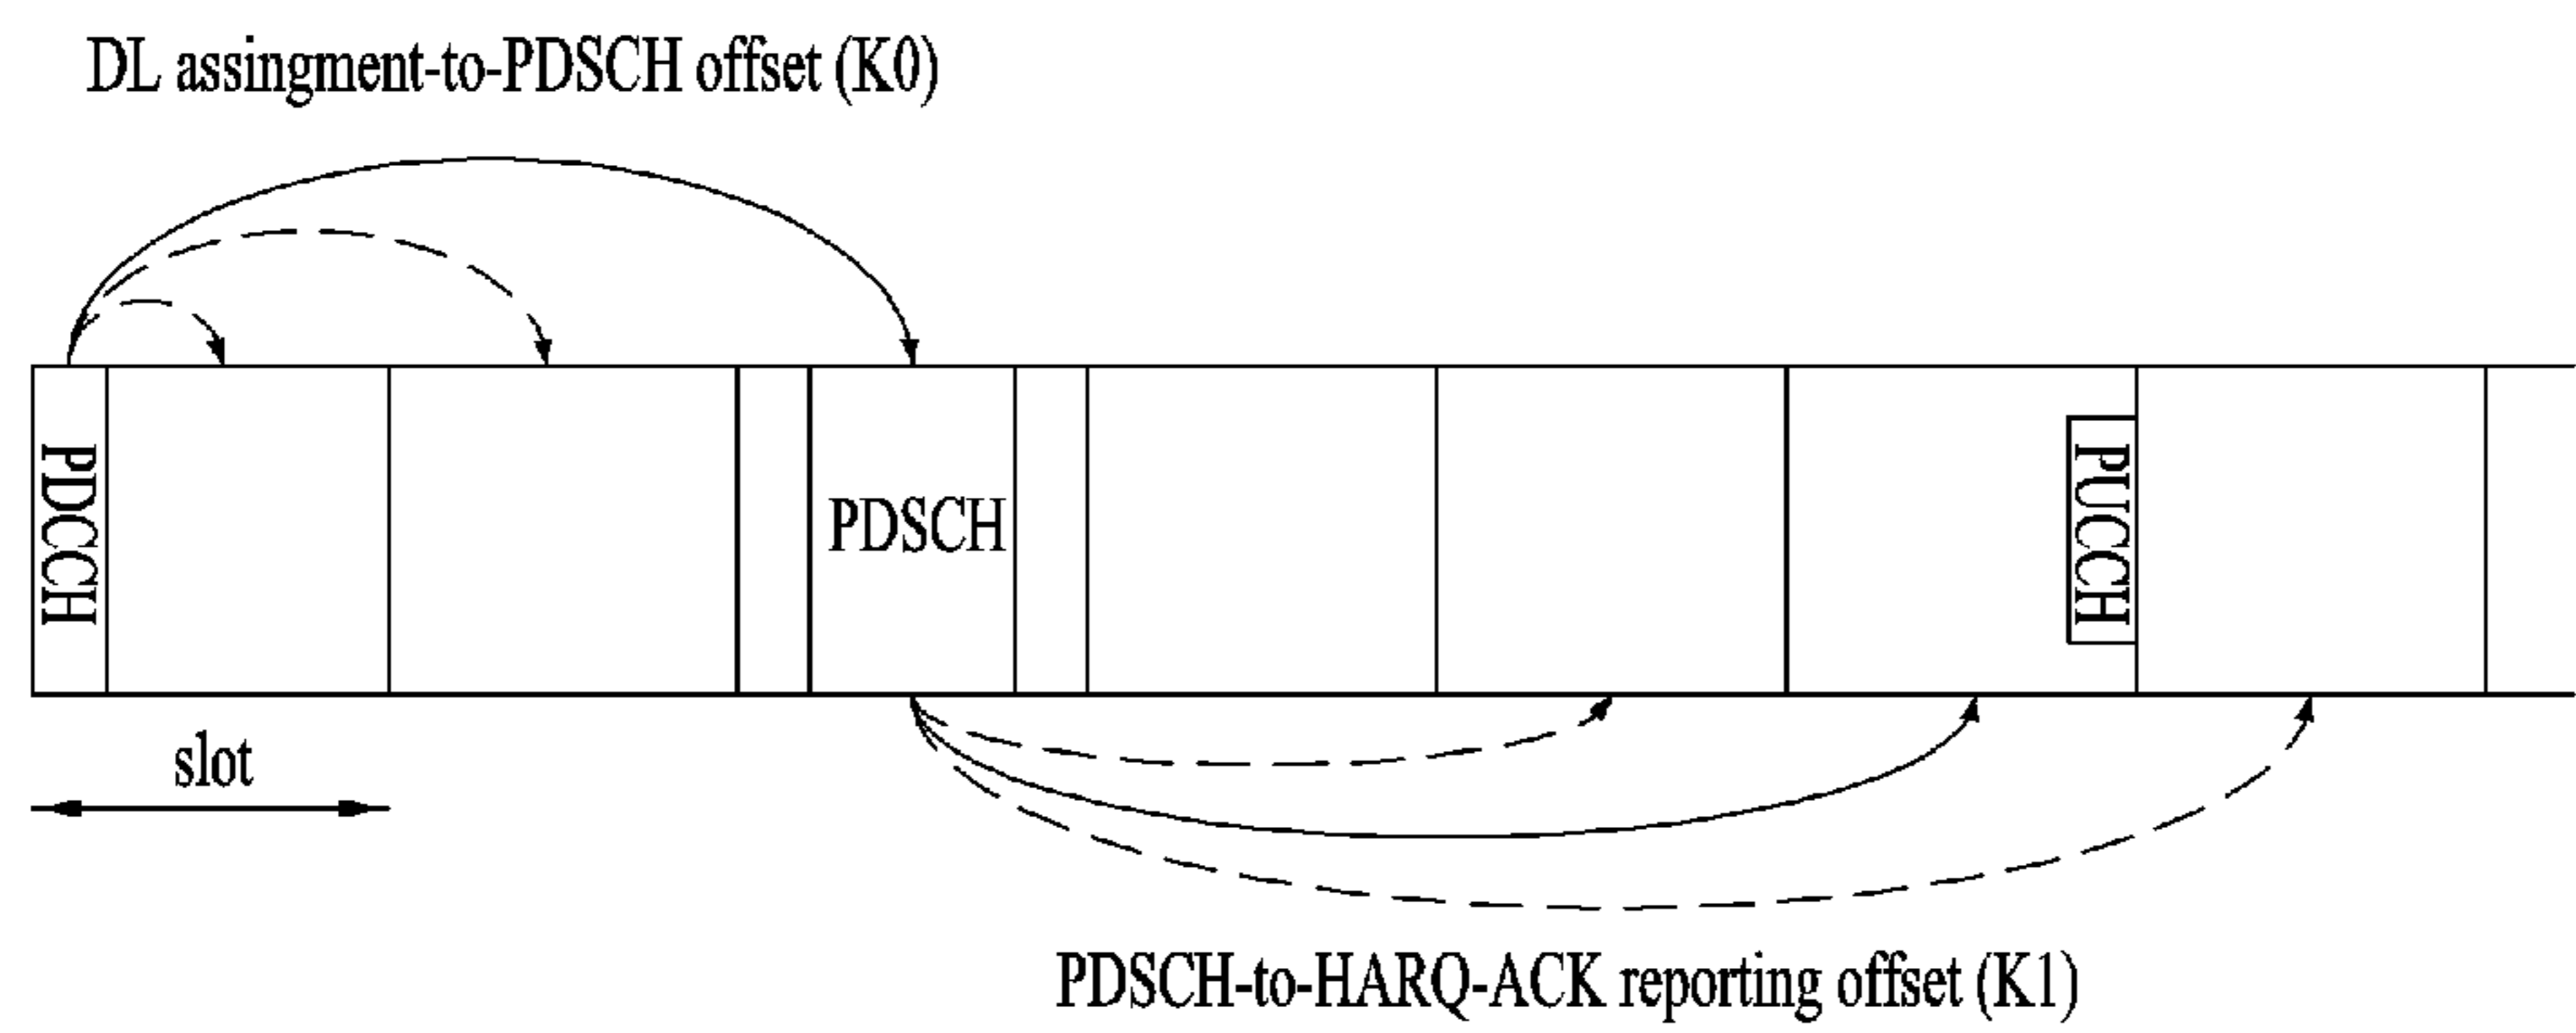 DL assingment-to-PDSCH offset (K0)
PDCCH
PDSCH
PUCCH
slot
PDSCH-to-HARQ-ACK reporting offset (K1)